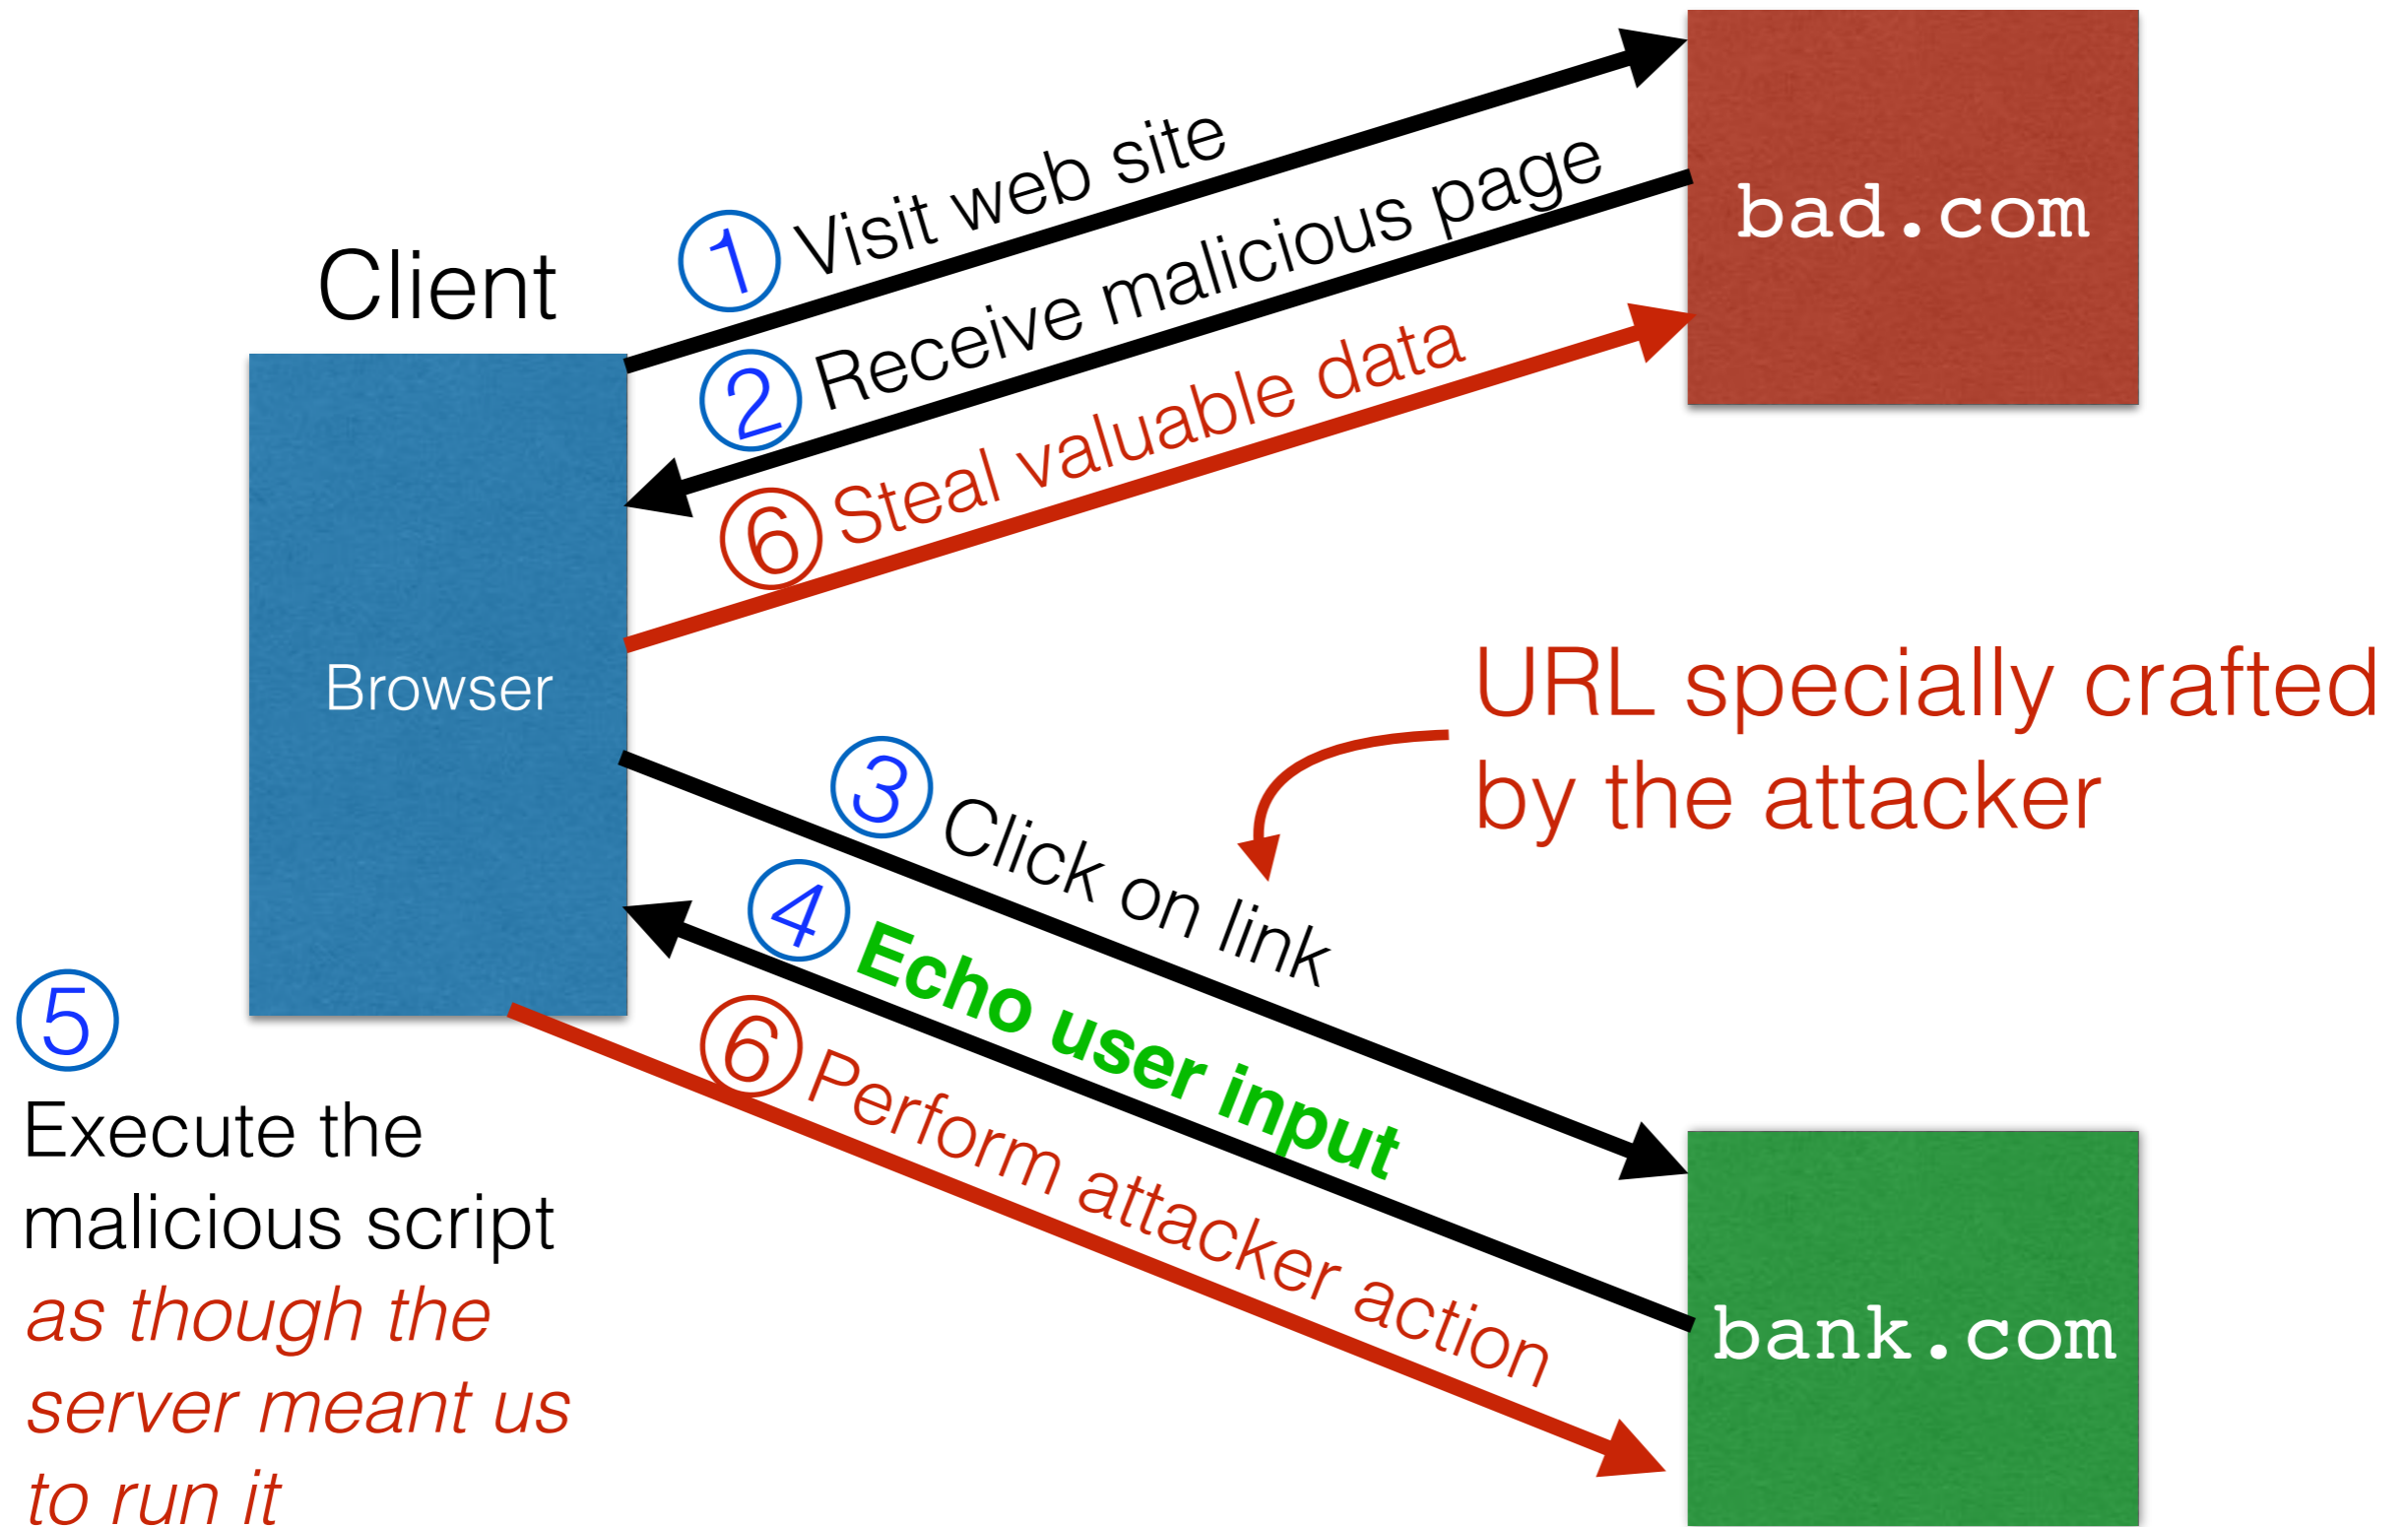 Client
Browser
bad.com
① Visit web site
② Receive malicious page
⑥ Steal valuable data
URL specially crafted
by the attacker
③ Click on link
④ Echo user input
⑥ Perform attacker action
bank.com
⑤
Execute the
malicious script
as though the
server meant us
to run it